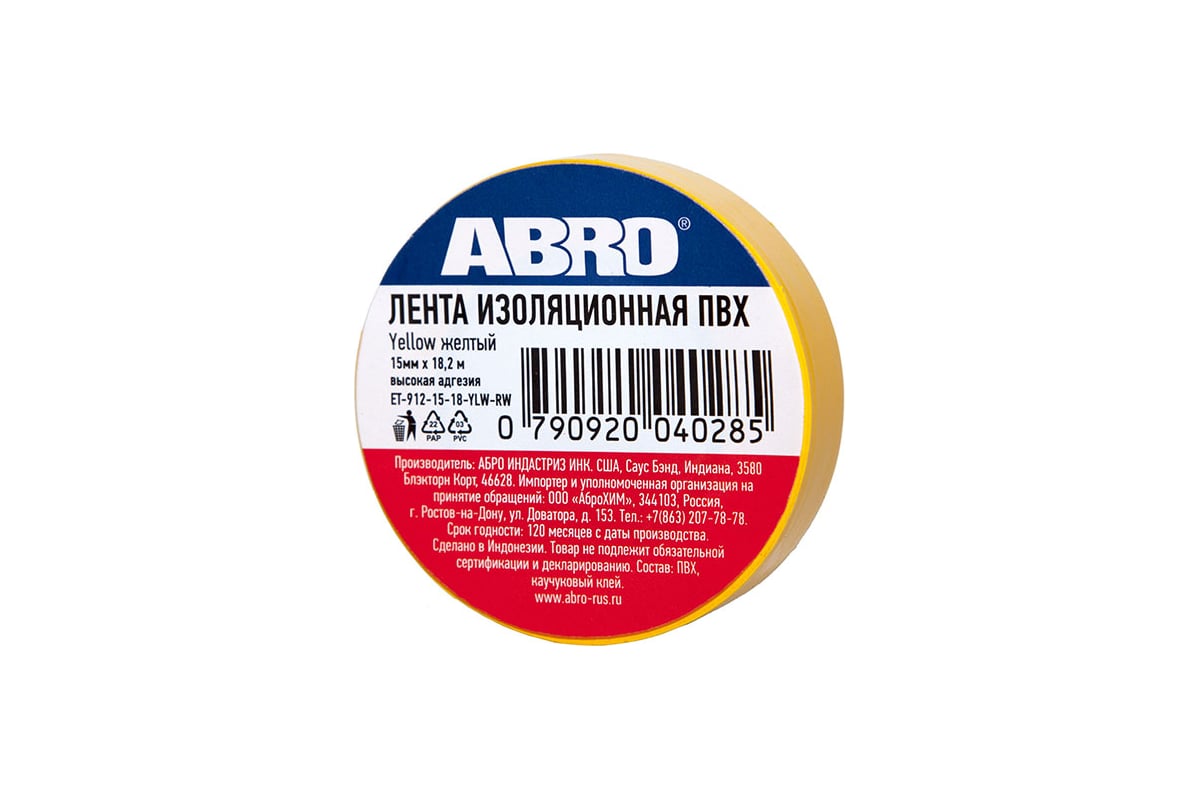 ABRO®
ЛЕНТА ИЗОЛЯЦИОННАЯ ПВХ
Yellow желтый
15мм x 18,2 м
высокая адгезия
ET-912-15-18-YLW-RW
22
PAP
03
PVC
0 790920 040285
Производитель: АБРО ИНДАСТРИЗ ИНК. США, Саус Бэнд, Индиана, 3580
Блэкторн Корт, 46628. Импортер и уполномоченная организация на
принятие обращений: ООО «АброХИМ», 344103, Россия,
г. Ростов-на-Дону, ул. Доватора, д. 153. Тел.: +7(863) 207-78-78.
Срок годности: 120 месяцев с даты производства.
Сделано в Индонезии. Товар не подлежит обязательной
сертификации и декларированию. Состав: ПВХ,
каучуковый клей.
www.abro-rus.ru